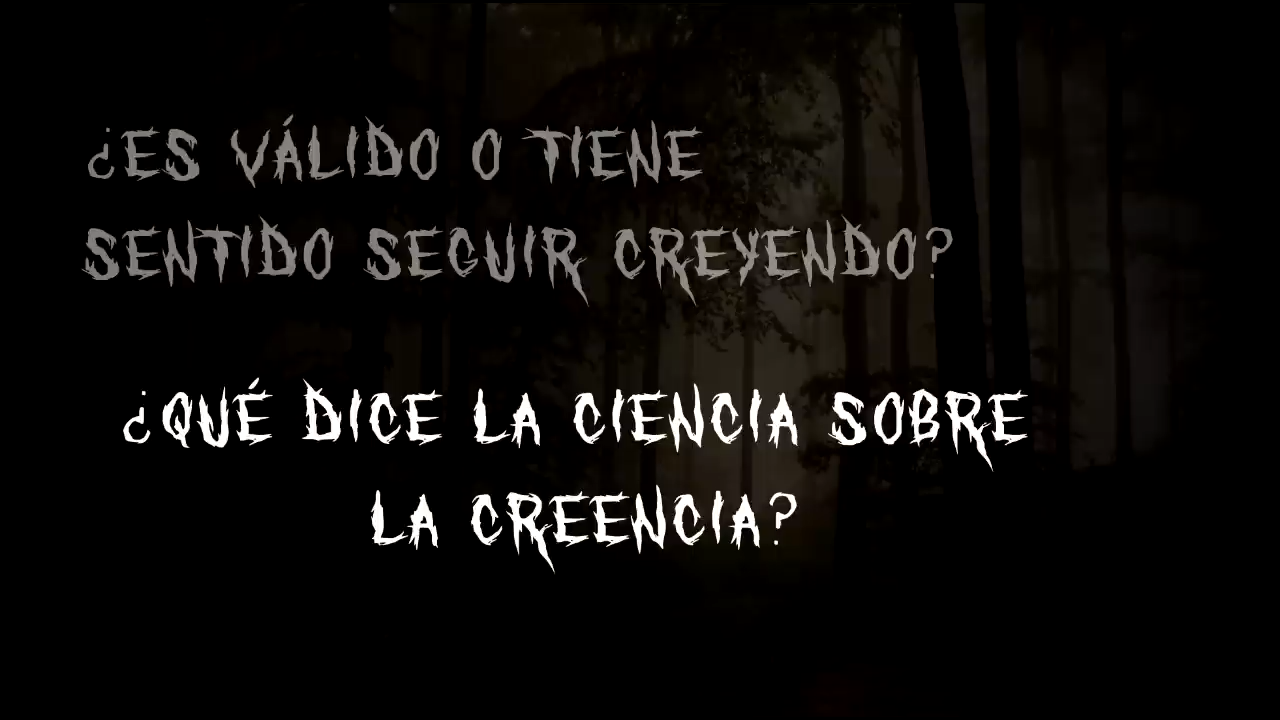 ¿ES VÁLIDO O TIENE
SENTIDO SEGUIR CREYENDO?
¿QUÉ DICE LA CIENCIA SOBRE
LA CREENCIA?